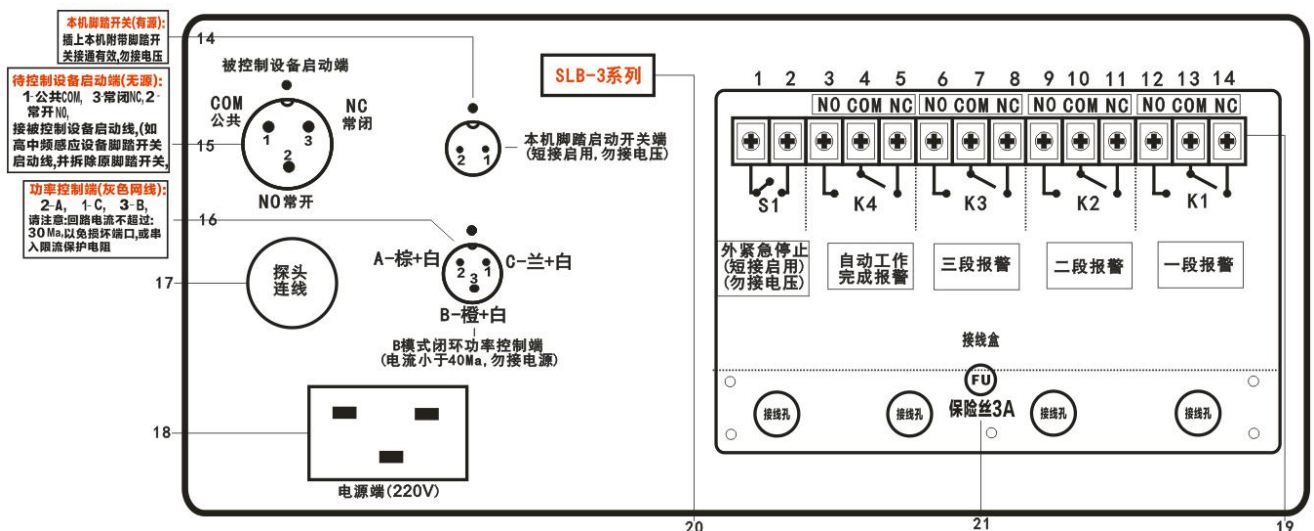 本机脚踏开关(有源):
插上本机附带脚踏开
关接通有效,勿接电压
待控制设备启动端(无源):
1-公共COM, 3-常闭NC,2-
常开NO,
接被控制设备启动线,(如
高中频感应设备脚踏开关
启动线,并拆除原脚踏开关,
功率控制端(灰色网线):
2-A, 1-C, 3-B,
请注意:回路电流不超过:
30Ma,以免损坏端口,或串
入限流保护电阻
14
15
16
17
18
被控制设备启动端
COM
公共
NC
常闭
1
3
2
NO常开
2 1
本机脚踏启动开关端
(短接启用,勿接电压)
探头
连线
A-棕+白
2 1
3
C-兰+白
B-橙+白
B模式闭环功率控制端
(电流小于40Ma,勿接电源)
电源端(220V)
SLB-3系列
1 2 3 4 5 6 7 8 9 10 11 12 13 14
NO COM NC NO COM NC NO COM NC NO COM NC
S1 K4 K3 K2 K1
外紧急停止
(短接启用)
(勿接电压)
自动工作
完成报警
三段报警
二段报警
一段报警
接线盒
FU
保险丝3A
接线孔
接线孔
接线孔
接线孔
20
21
19